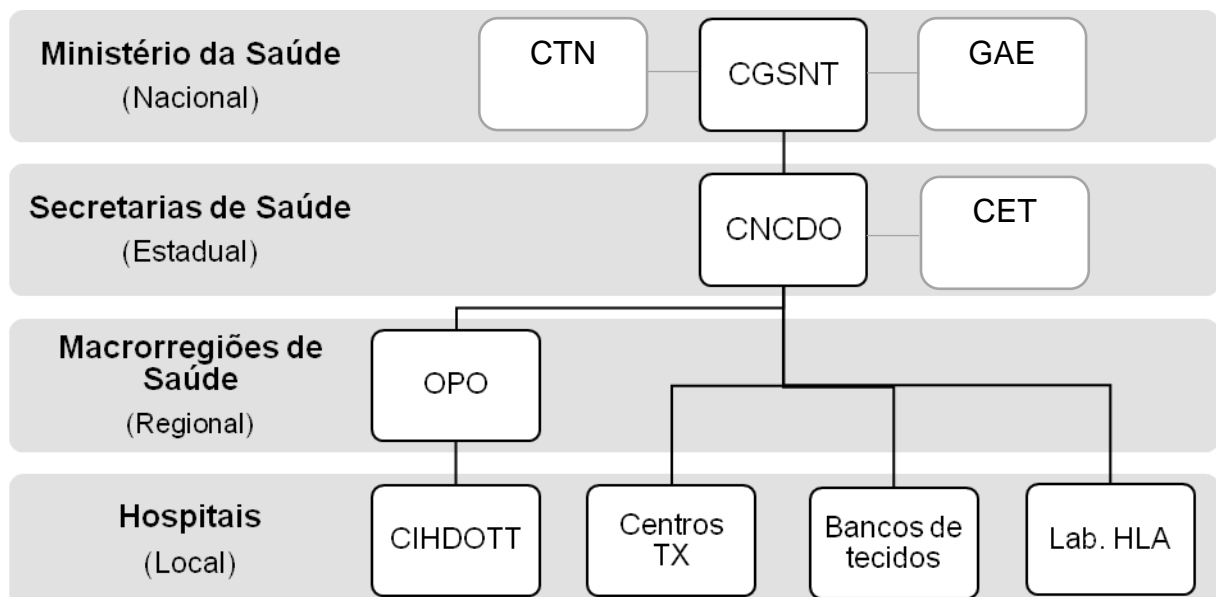 Ministério da Saúde
(Nacional)
CTN
CGSNT
GAE
Secretarias de Saúde
(Estadual)
CNCDO
CET
Macrorregiões de
Saúde
(Regional)
OPO
Hospitais
(Local)
CIHDOTT
Centros
TX
Bancos de
tecidos
Lab. HLA